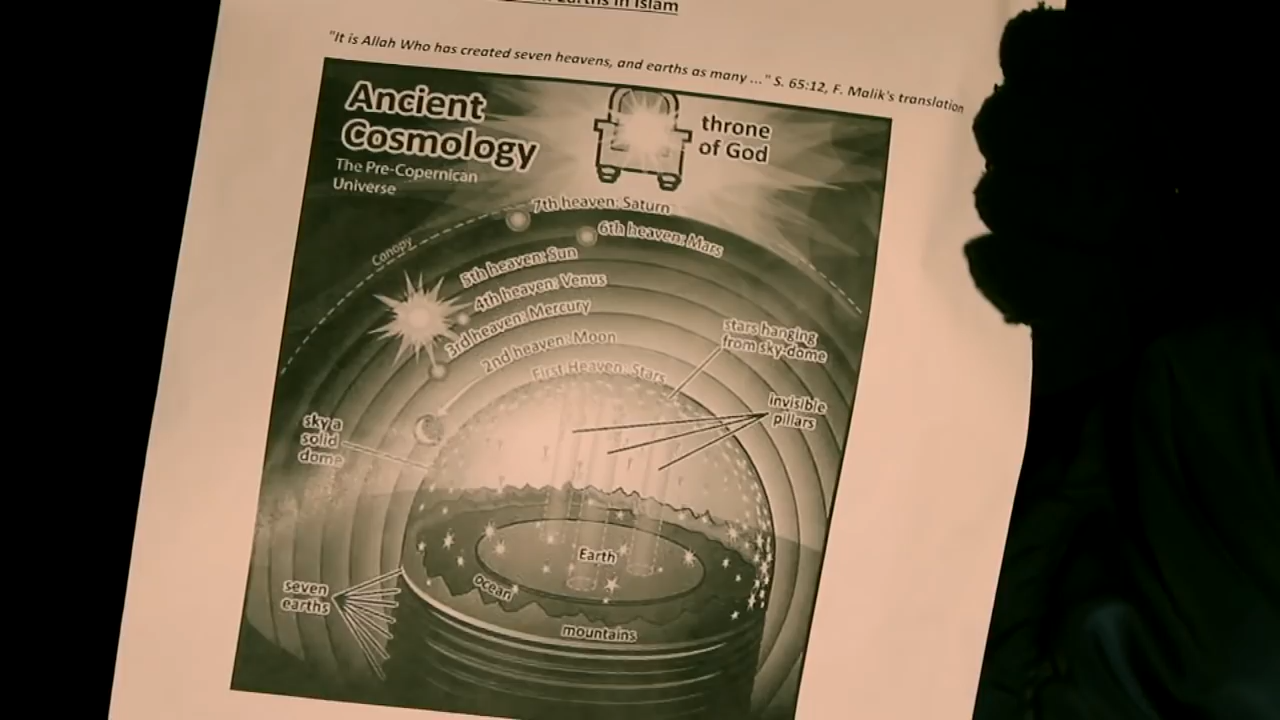 Earths in Islam
"It is Allah Who has created seven heavens, and earths as many ..." S. 65:12, F. Malik's translation
Ancient
Cosmology
The Pre-Copernican
Universe
throne
of God
7th heaven: Saturn
6th heaven: Mars
Canopy
5th heaven: Sun
4th heaven: Venus
3rd heaven: Mercury
2nd heaven: Moon
First Heaven: Stars
stars hanging
from sky-dome
invisible
pillars
sky a
solid
dome
Earth
ocean
seven
earths
mountains